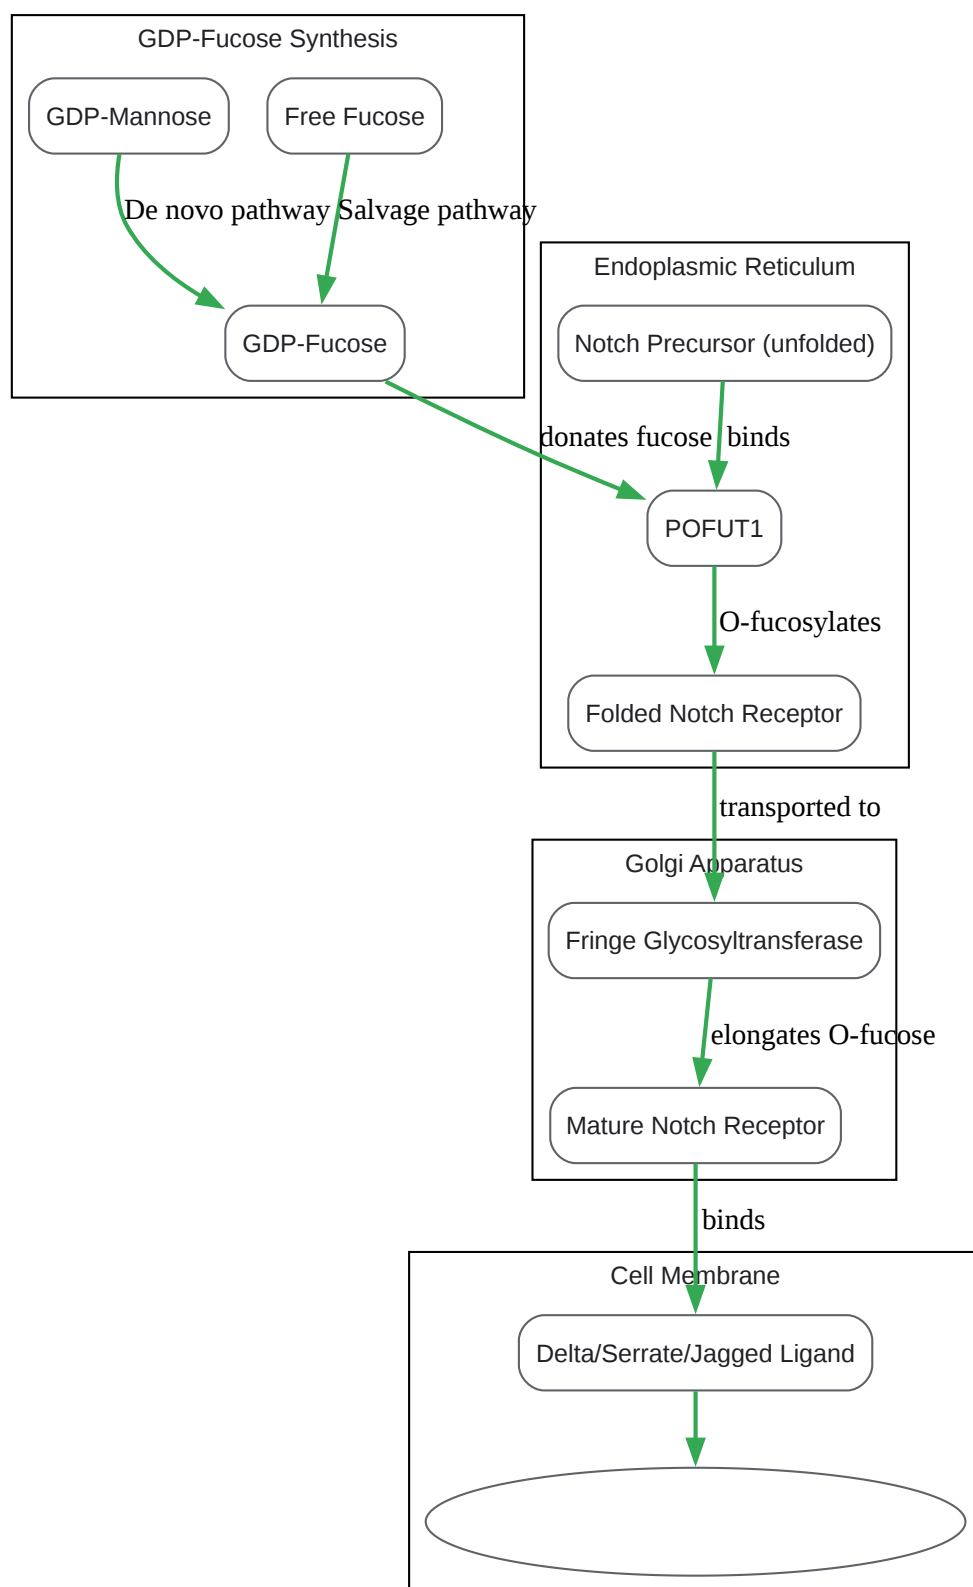 GDP-Fucose Synthesis
GDP-Mannose
Free Fucose
De novo pathway
Salvage pathway
GDP-Fucose
Endoplasmic Reticulum
Notch Precursor (unfolded)
donates fucose
binds
POFUT1
O-fucosylates
Folded Notch Receptor
transported to
Golgi Apparatus
Fringe Glycosyltransferase
elongates O-fucose
Mature Notch Receptor
binds
Cell Membrane
Delta/Serrate/Jagged Ligand